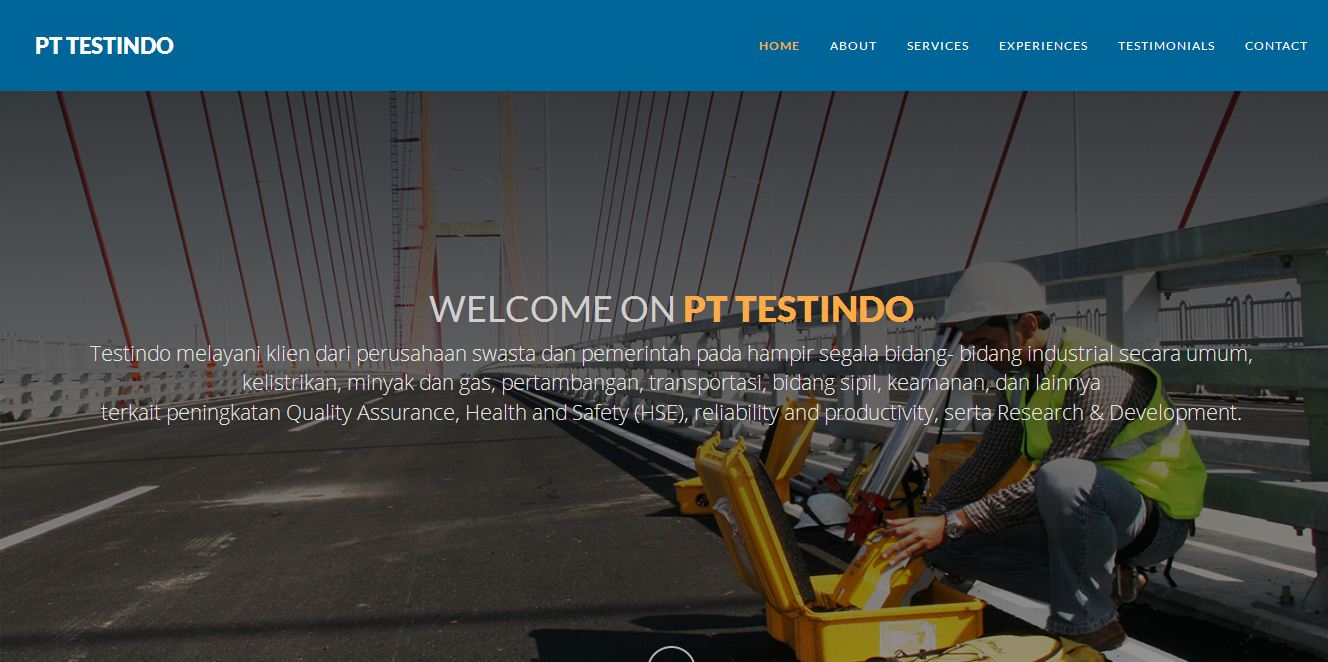 PT TESTINDO
HOME ABOUT SERVICES EXPERIENCES TESTIMONIALS CONTACT
WELCOME ON PT TESTINDO
Testindo melayani klien dari perusahaan swasta dan pemerintah pada hampir segala bidang- bidang industrial secara umum,
kelistrikan, minyak dan gas, pertambangan, transportasi, bidang sipil, keamanan, dan lainnya
terkait peningkatan Quality Assurance, Health and Safety (HSE), reliability and productivity, serta Research & Development.